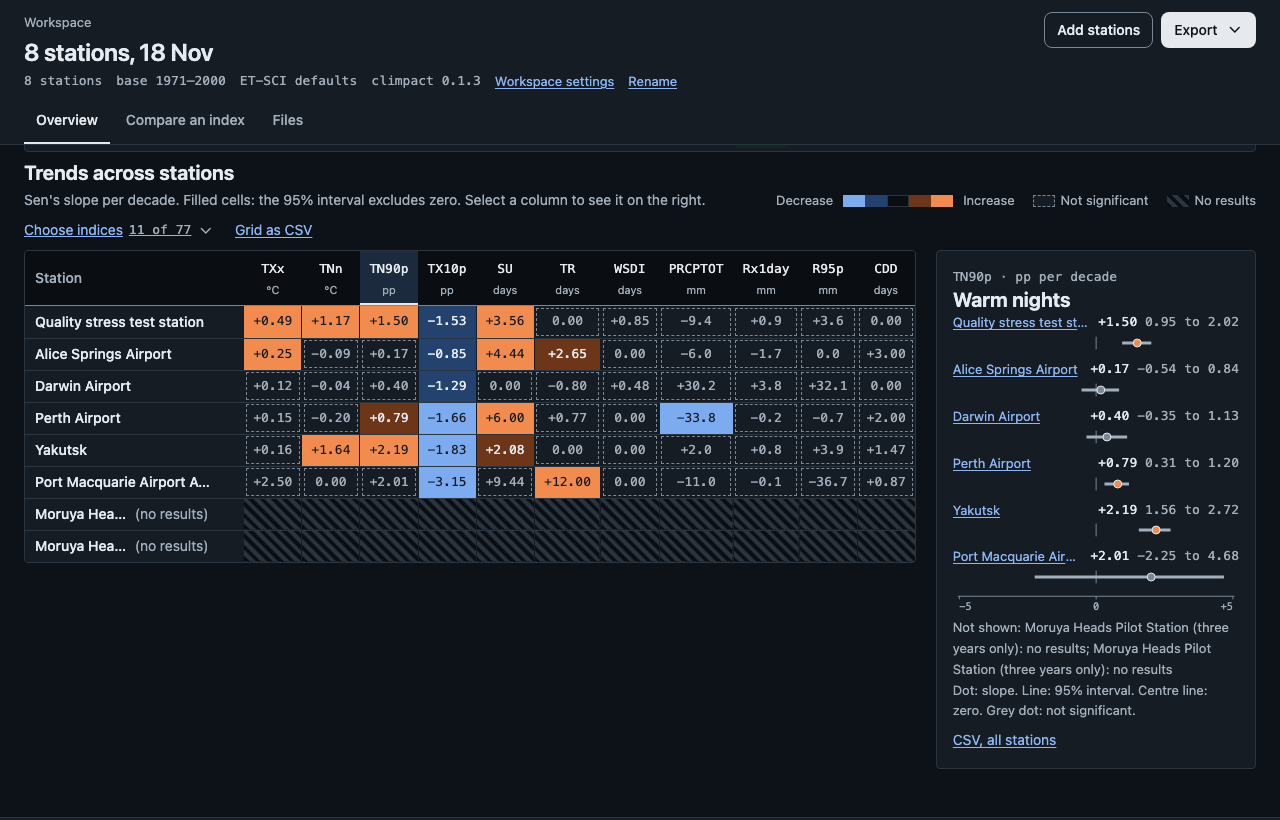 Workspace
8 stations, 18 Nov
8 stations base 1971–2000 ET-SCI defaults climpact 0.1.3 Workspace settings Rename
Add stations
Export
Overview Compare an index Files
Trends across stations
Sen's slope per decade. Filled cells: the 95% interval excludes zero. Select a column to see it on the right.
Decrease Increase Not significant No results
Choose indices 11 of 77 Grid as CSV
Station TXx TNn TN90p TX10p SU TR WSDI PRCPTOT Rx1day R95p CDD
°C °C pp pp days days days mm mm mm days
Quality stress test station +0.49 +1.17 +1.50 −1.53 +3.56 0.00 +0.85 −9.4 +0.9 +3.6 0.00
Alice Springs Airport +0.25 −0.09 +0.17 −0.85 +4.44 +2.65 0.00 −6.0 −1.7 0.0 +3.00
Darwin Airport +0.12 −0.04 +0.40 −1.29 0.00 −0.80 +0.48 +30.2 +3.8 +32.1 0.00
Perth Airport +0.15 −0.20 +0.79 −1.66 +6.00 +0.77 0.00 −33.8 −0.2 −0.7 +2.00
Yakutsk +0.16 +1.64 +2.19 −1.83 +2.08 0.00 0.00 +2.0 +0.8 +3.9 +1.47
Port Macquarie Airport A... +2.50 0.00 +2.01 −3.15 +9.44 +12.00 0.00 −11.0 −0.1 −36.7 +0.87
Moruya Hea... (no results)
Moruya Hea... (no results)
TN90p · pp per decade
Warm nights
Quality stress test st... +1.50 0.95 to 2.02
Alice Springs Airport +0.17 −0.54 to 0.84
Darwin Airport +0.40 −0.35 to 1.13
Perth Airport +0.79 0.31 to 1.20
Yakutsk +2.19 1.56 to 2.72
Port Macquarie Air... +2.01 −2.25 to 4.68
−5 0 +5
Not shown: Moruya Heads Pilot Station (three
years only): no results; Moruya Heads Pilot
Station (three years only): no results
Dot: slope. Line: 95% interval. Centre line:
zero. Grey dot: not significant.
CSV, all stations